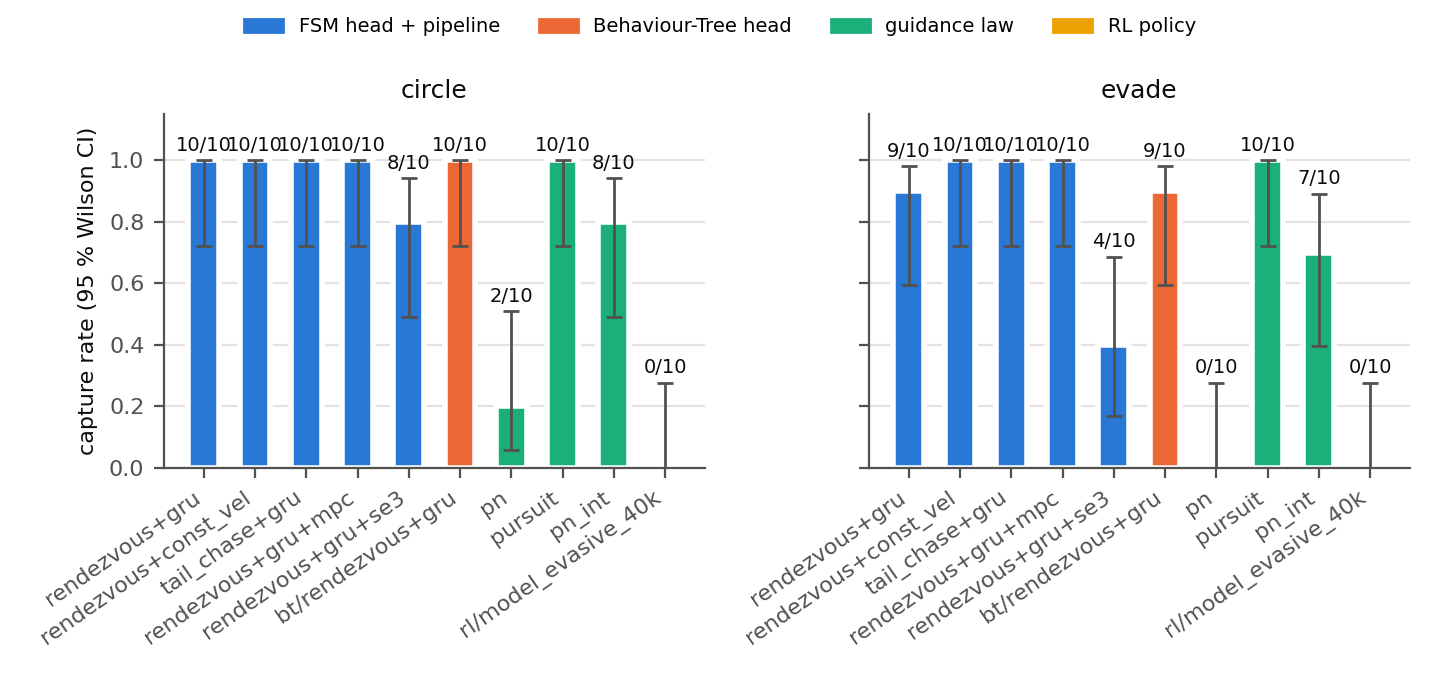 FSM head + pipeline Behaviour-Tree head guidance law RL policy
circle
capture rate (95 % Wilson CI)
1.0
0.8
0.6
0.4
0.2
0.0
10/10 10/10 10/10 10/10 8/10 10/10 2/10 10/10 8/10 0/10
rendezvous+gru
rendezvous+const_vel
tail_chase+gru
rendezvous+gru+mpc
rendezvous+gru+se3
bt/rendezvous+gru
pn
pursuit
pn_int
rl/model_evasive_40k
evade
9/10 10/10 10/10 10/10 4/10 9/10 0/10 10/10 7/10 0/10
rendezvous+gru
rendezvous+const_vel
tail_chase+gru
rendezvous+gru+mpc
rendezvous+gru+se3
bt/rendezvous+gru
pn
pursuit
pn_int
rl/model_evasive_40k